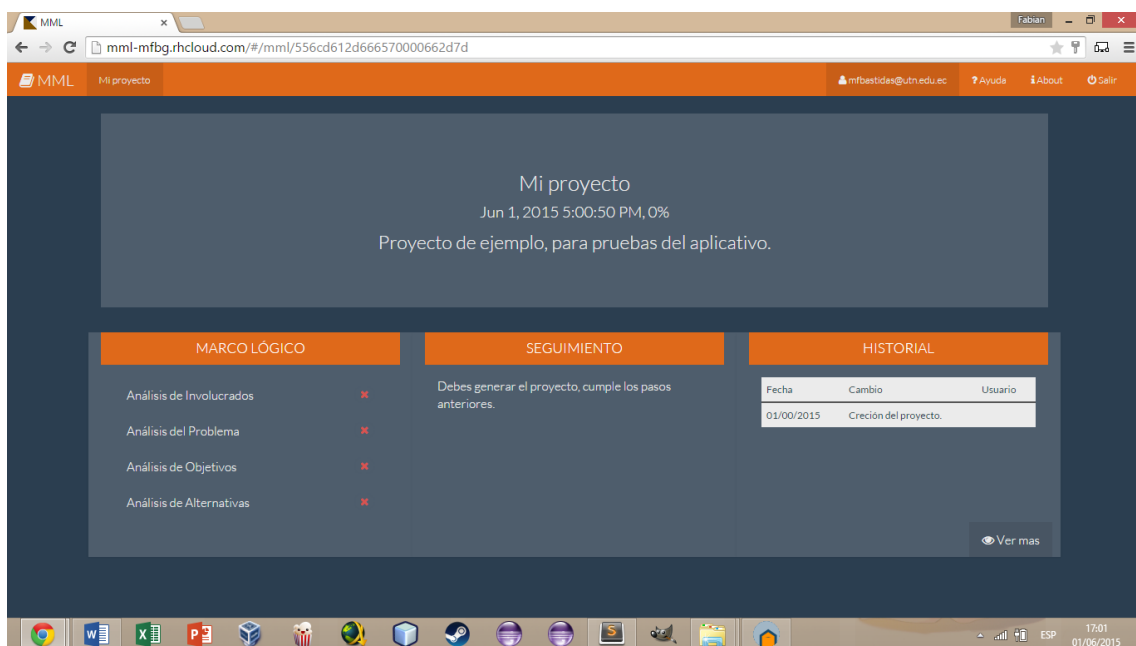 MML
Fabian
mml-mfbg.rhcloud.com/#/mml/556cd612d666570000662d7d
MML Mi proyecto mfbastidas@utn.edu.ec ? Ayuda i About Salir
Mi proyecto
Jun 1, 2015 5:00:50 PM, 0%
Proyecto de ejemplo, para pruebas del aplicativo.
MARCO LÓGICO
Análisis de Involucrados
Análisis del Problema
Análisis de Objetivos
Análisis de Alternativas
SEGUIMIENTO
Debes generar el proyecto, cumple los pasos
anteriores.
HISTORIAL
Fecha Cambio Usuario
01/00/2015 Creción del proyecto.
Ver mas
ESP
17:01
01/06/2015